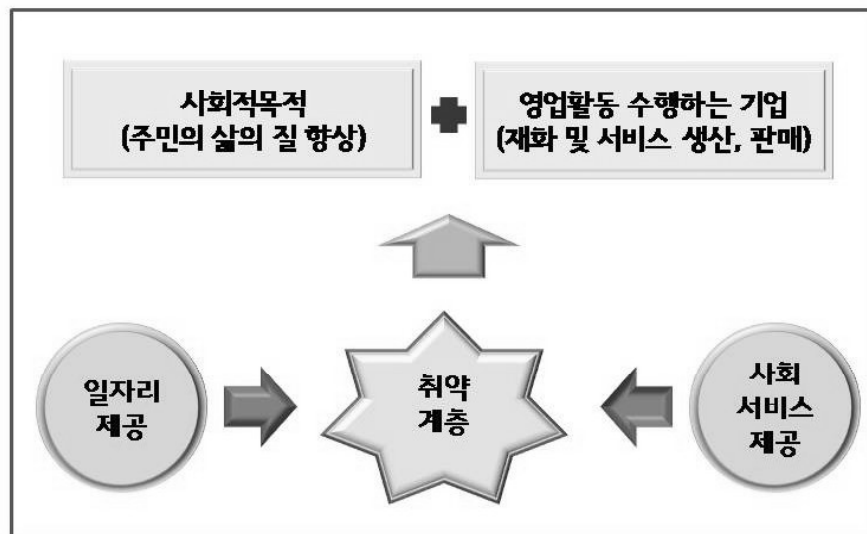 사회적목적
(주민의 삶의 질 향상)
영업활동 수행하는 기업
(재화 및 서비스 생산, 판매)
일자리
제공
취약
계층
사회
서비스
제공